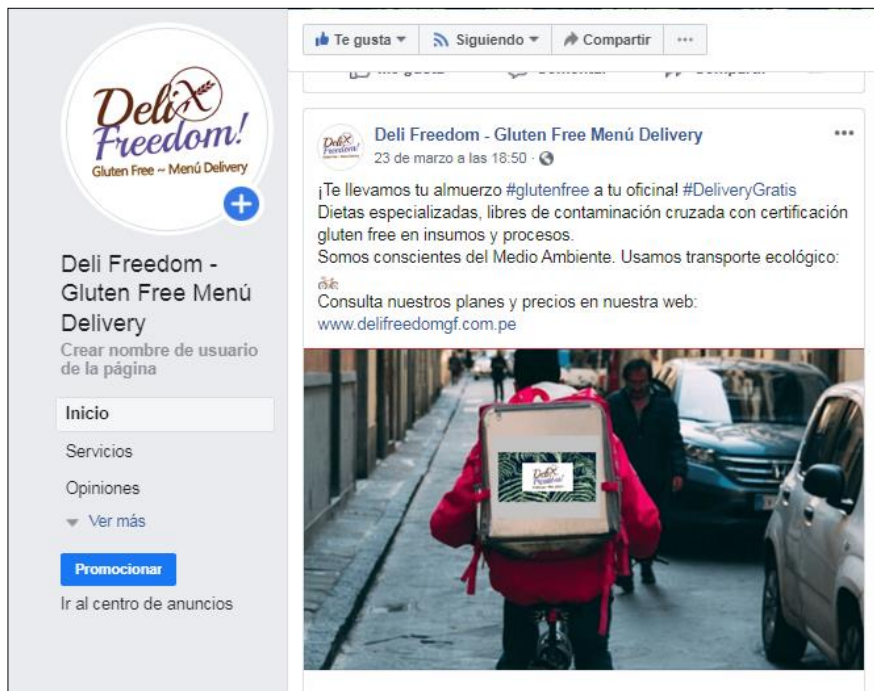 Deli
Freedom!
Gluten Free ~ Menú Delivery
Deli Freedom -
Gluten Free Menú
Delivery
Crear nombre de usuario
de la página
Inicio
Servicios
Opiniones
Ver más
Promocionar
Ir al centro de anuncios
Te gusta
Siguiendo
Compartir
Deli Freedom - Gluten Free Menú Delivery
23 de marzo a las 18:50 ·
¡Te llevamos tu almuerzo #glutenfree a tu oficina! #DeliveryGratis
Dietas especializadas, libres de contaminación cruzada con certificación
gluten free en insumos y procesos.
Somos conscientes del Medio Ambiente. Usamos transporte ecológico:
Consulta nuestros planes y precios en nuestra web:
www.delifreedomgf.com.pe
Deli
Freedom!